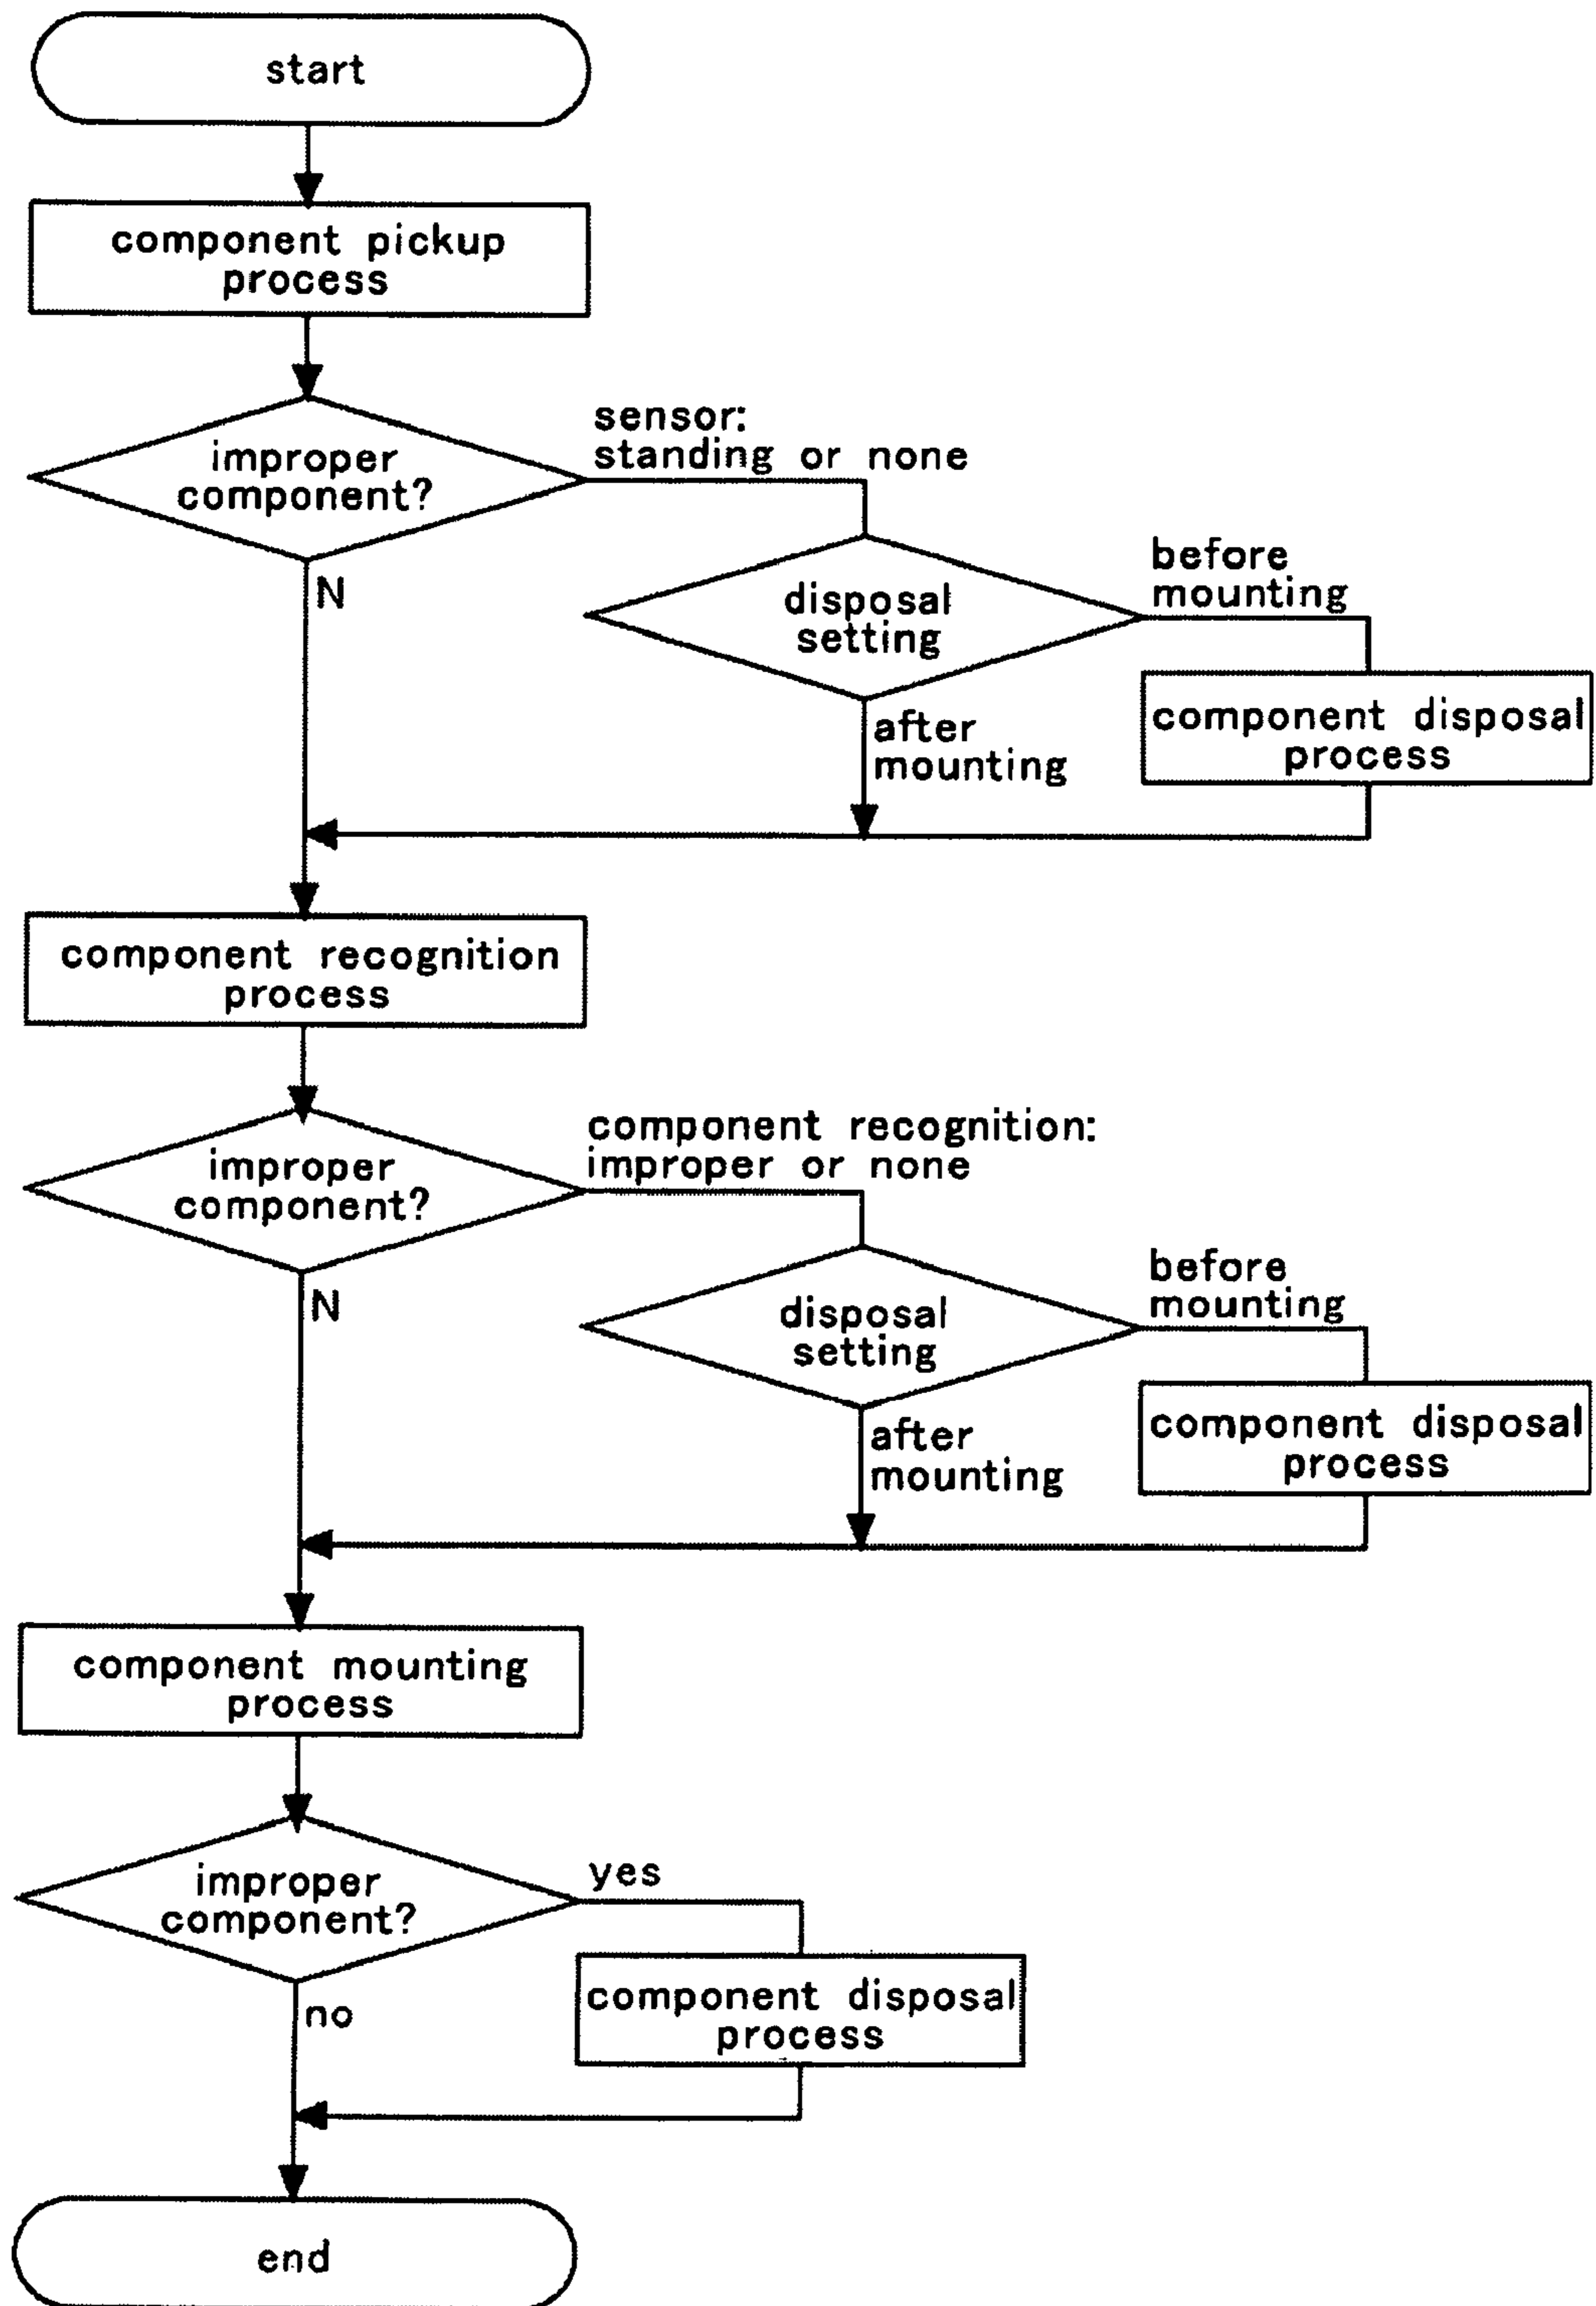 start
component pickup
process
improper
component?
sensor:
standing or none
N
disposal
setting
before
mounting
component disposal
process
after
mounting
component recognition
process
improper
component?
component recognition:
improper or none
N
disposal
setting
before
mounting
component disposal
process
after
mounting
component mounting
process
improper
component?
yes
component disposal
process
no
end